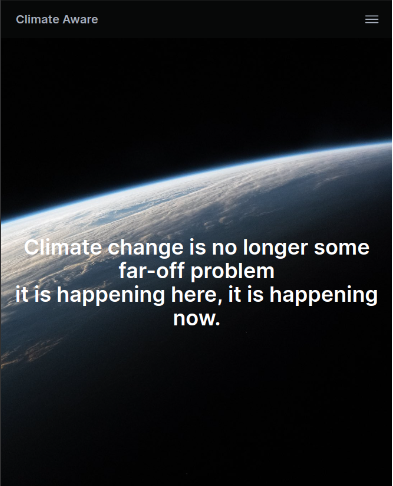 Climate Aware
Climate change is no longer some
far-off problem
it is happening here, it is happening
now.